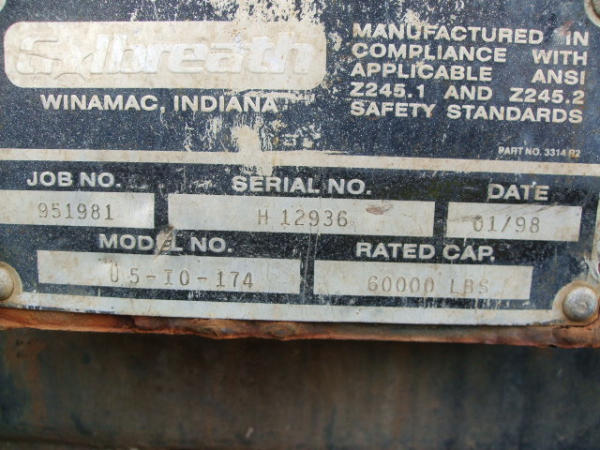 Galbreath
WINAMAC, INDIANA
MANUFACTURED IN
COMPLIANCE WITH
APPLICABLE ANSI
Z245.1 AND Z245.2
SAFETY STANDARDS
PART NO. 3314 R2
JOB NO. SERIAL NO. DATE
951981 H 12936 01/98
MODEL NO. RATED CAP.
U5-IO-174 60000 LBS